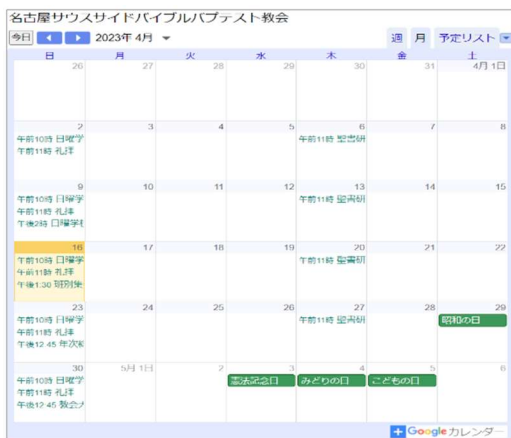 名古屋サウスサイドバイブルバプテスト教会
今日 2023年 4月 週 月 予定リスト
日 月 火 水 木 金 土
26 27 28 29 30 31 4月 1日
2 3 4 5 6 7 8
午前10時 日曜学
午前11時 聖書研
午前11時 礼拝
9 10 11 12 13 14 15
午前10時 日曜学
午前11時 聖書研
午前11時 礼拝
午後2時 日曜学校
16 17 18 19 20 21 22
午前10時 日曜学
午前11時 聖書研
午前11時 礼拝
午後1:30 班別集
23 24 25 26 27 28 29
午前10時 日曜学
午前11時 聖書研
昭和の日
午前11時 礼拝
午後12:45 年次
30 5月 1日 2 3 4 5 6
午前10時 日曜学
憲法記念日 みどりの日 こどもの日
午前11時 礼拝
午後12:45 教会
Google カレンダー